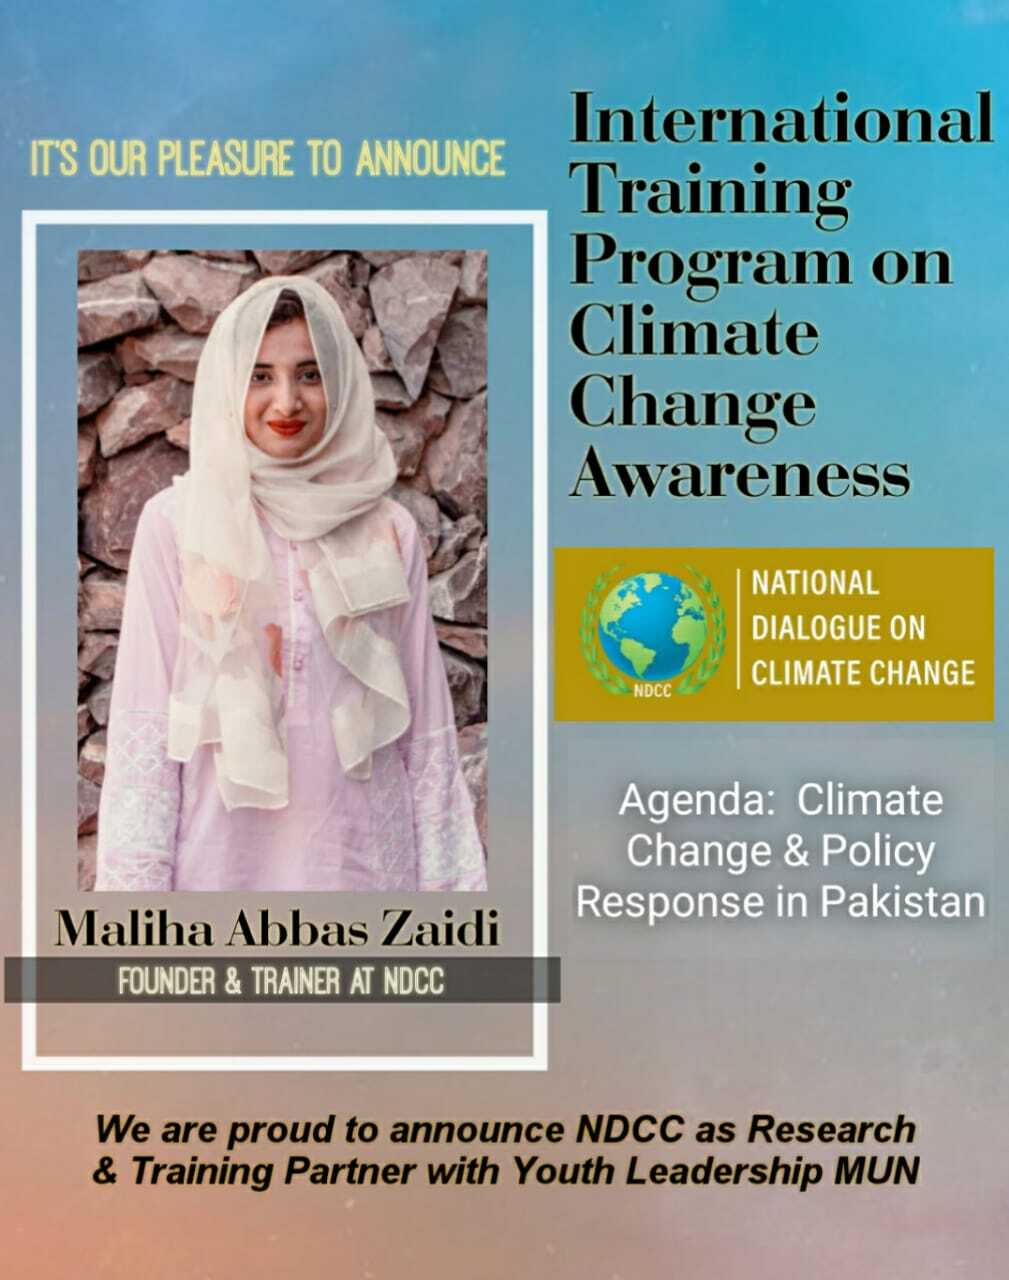 IT'S OUR PLEASURE TO ANNOUNCE
International
Training
Program on
Climate
Change
Awareness
NDCC
NATIONAL
DIALOGUE ON
CLIMATE CHANGE
Agenda: Climate
Change & Policy
Response in Pakistan
Maliha Abbas Zaidi
FOUNDER & TRAINER AT NDCC
We are proud to announce NDCC as Research
& Training Partner with Youth Leadership MUN